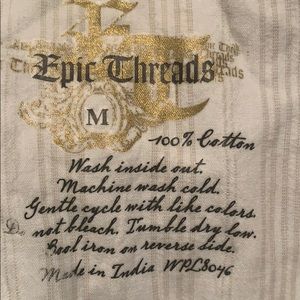 Epic Threads
M
100% Cotton
Wash inside out.
Machine wash cold.
Gentle cycle with like colors.
Do not bleach. Tumble dry low.
Cool iron on reverse side.
Made in India WPL8046